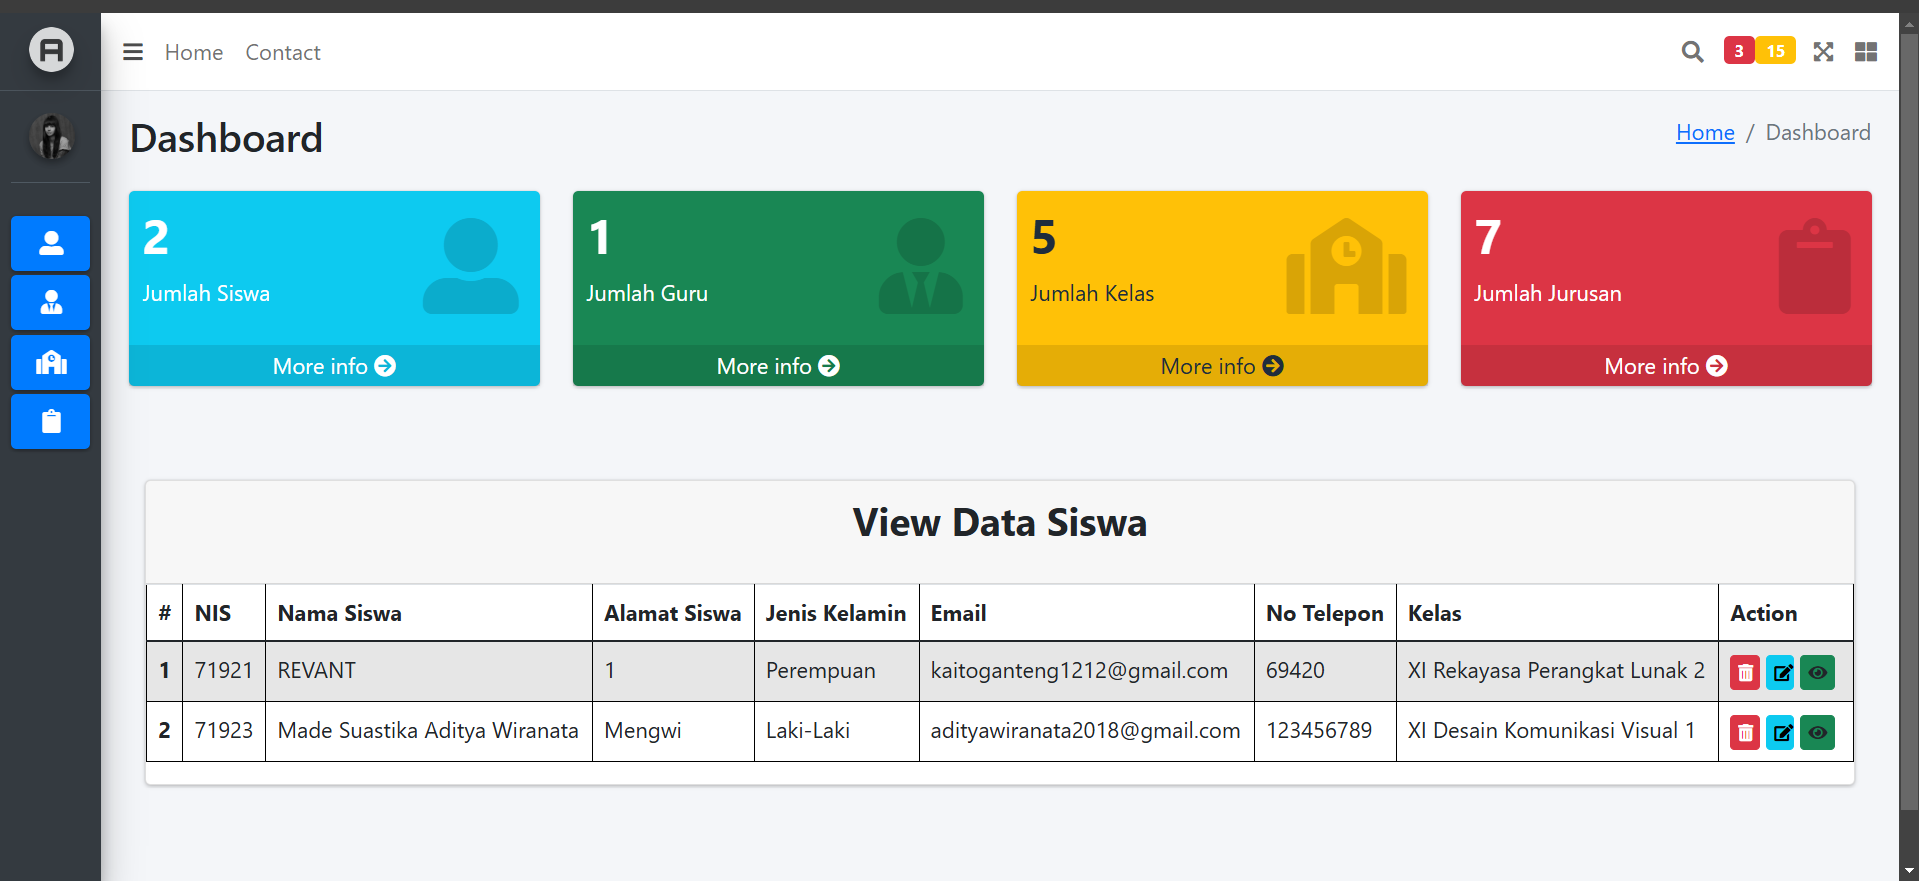 A
Home Contact
3 15
Dashboard
Home / Dashboard
2
Jumlah Siswa
More info
1
Jumlah Guru
More info
5
Jumlah Kelas
More info
7
Jumlah Jurusan
More info
View Data Siswa
# NIS Nama Siswa Alamat Siswa Jenis Kelamin Email No Telepon Kelas Action
1 71921 REVANT 1 Perempuan kaitoganteng1212@gmail.com 69420 XI Rekayasa Perangkat Lunak 2
2 71923 Made Suastika Aditya Wiranata Mengwi Laki-Laki adityawiranata2018@gmail.com 123456789 XI Desain Komunikasi Visual 1